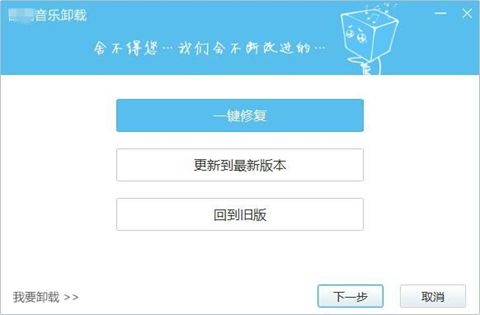 音乐卸载
舍不得您…我们会不断改进的…
一键修复
更新到最新版本
回到旧版
我要卸载 >>
下一步
取消